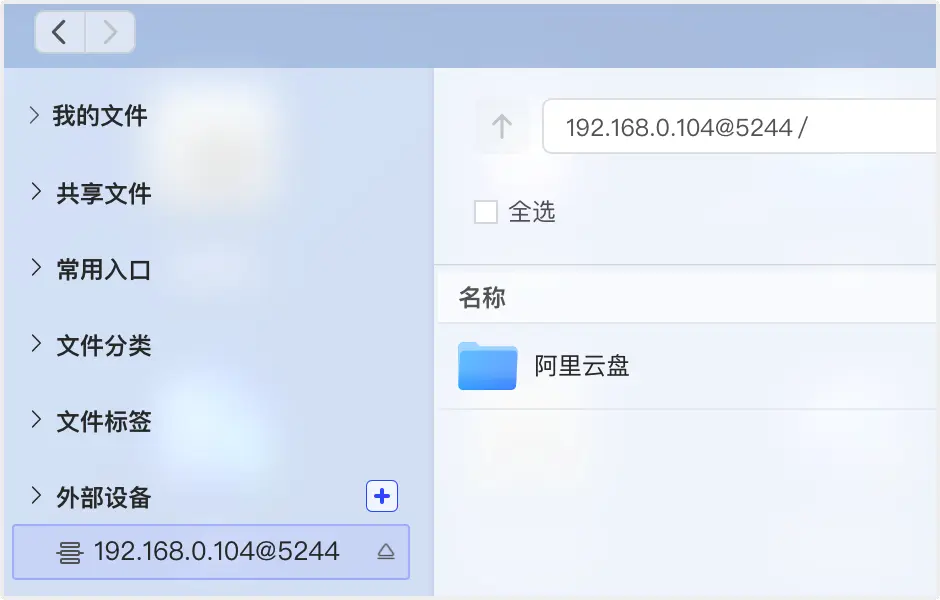 我的文件
共享文件
常用入口
文件分类
文件标签
外部设备
192.168.0.104@5244
192.168.0.104@5244 /
全选
名称
阿里云盘